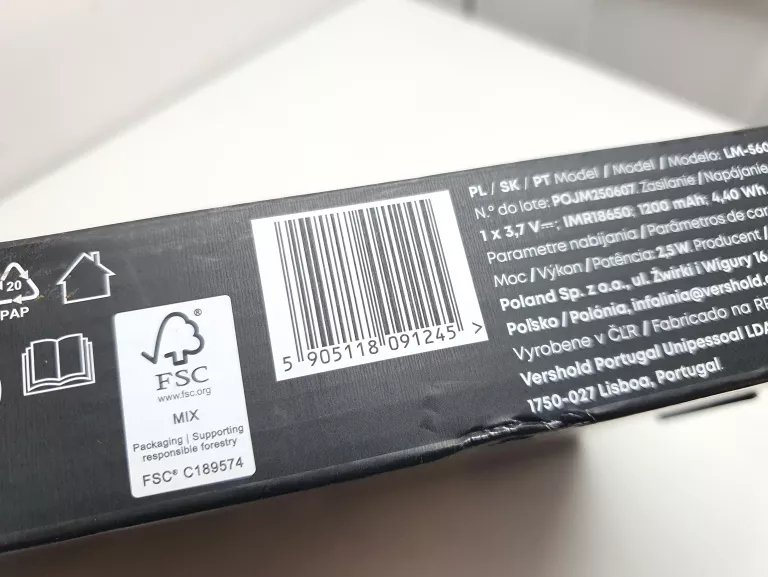 20
PAP
FSC
®
www.fsc.org
MIX
Packaging | Supporting
responsible forestry
FSC® C189574
5 905118 091245 >
PL / SK / PT Model / Model / Modelo: LM-560
N.º do lote: POJM250607. Zasilanie / Napájanie
1 x 3,7 V⎓; IMR18650; 1200 mAh; 4,40 Wh.
Parametre nabíjania / Parâmetros de car
Moc / Výkon / Potência: 2,5W. Producent /
Poland Sp. z o.o., ul. Żwirki i Wigury 16
Poľsko / Polónia, infolinia@vershold.
Vyrobene v ČĽR / Fabricado na RP
Vershold Portugal Unipessoal LDA
1750-027 Lisboa, Portugal.